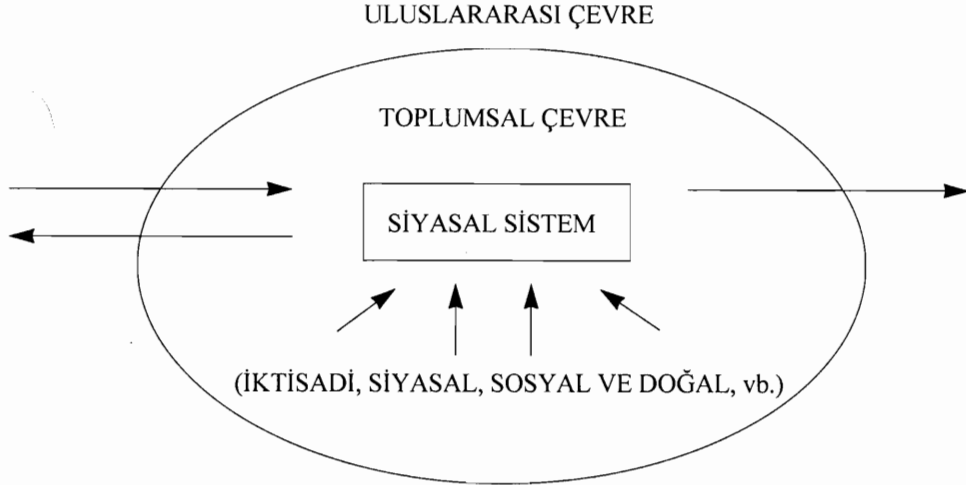 ULUSLARARASI ÇEVRE
TOPLUMSAL ÇEVRE
SİYASAL SİSTEM
(İKTİSADİ, SİYASAL, SOSYAL VE DOĞAL, vb.)